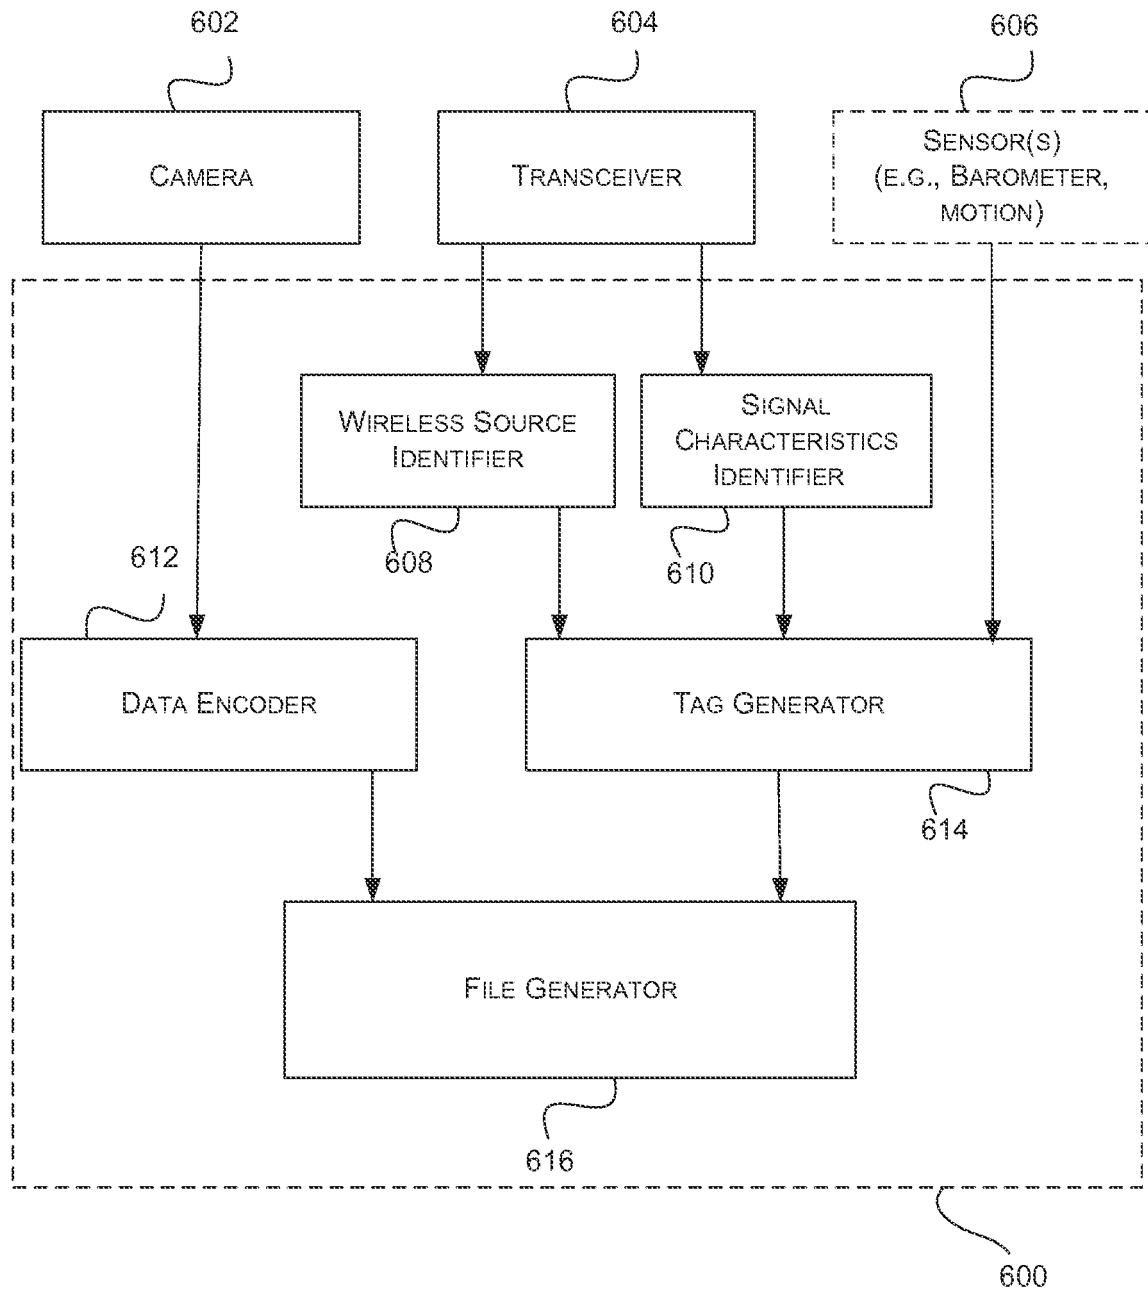 602
604
606
CAMERA
TRANSCEIVER
SENSOR(S)
(E.G., BAROMETER,
MOTION)
WIRELESS SOURCE
IDENTIFIER
SIGNAL
CHARACTERISTICS
IDENTIFIER
608
610
612
DATA ENCODER
TAG GENERATOR
614
FILE GENERATOR
616
600